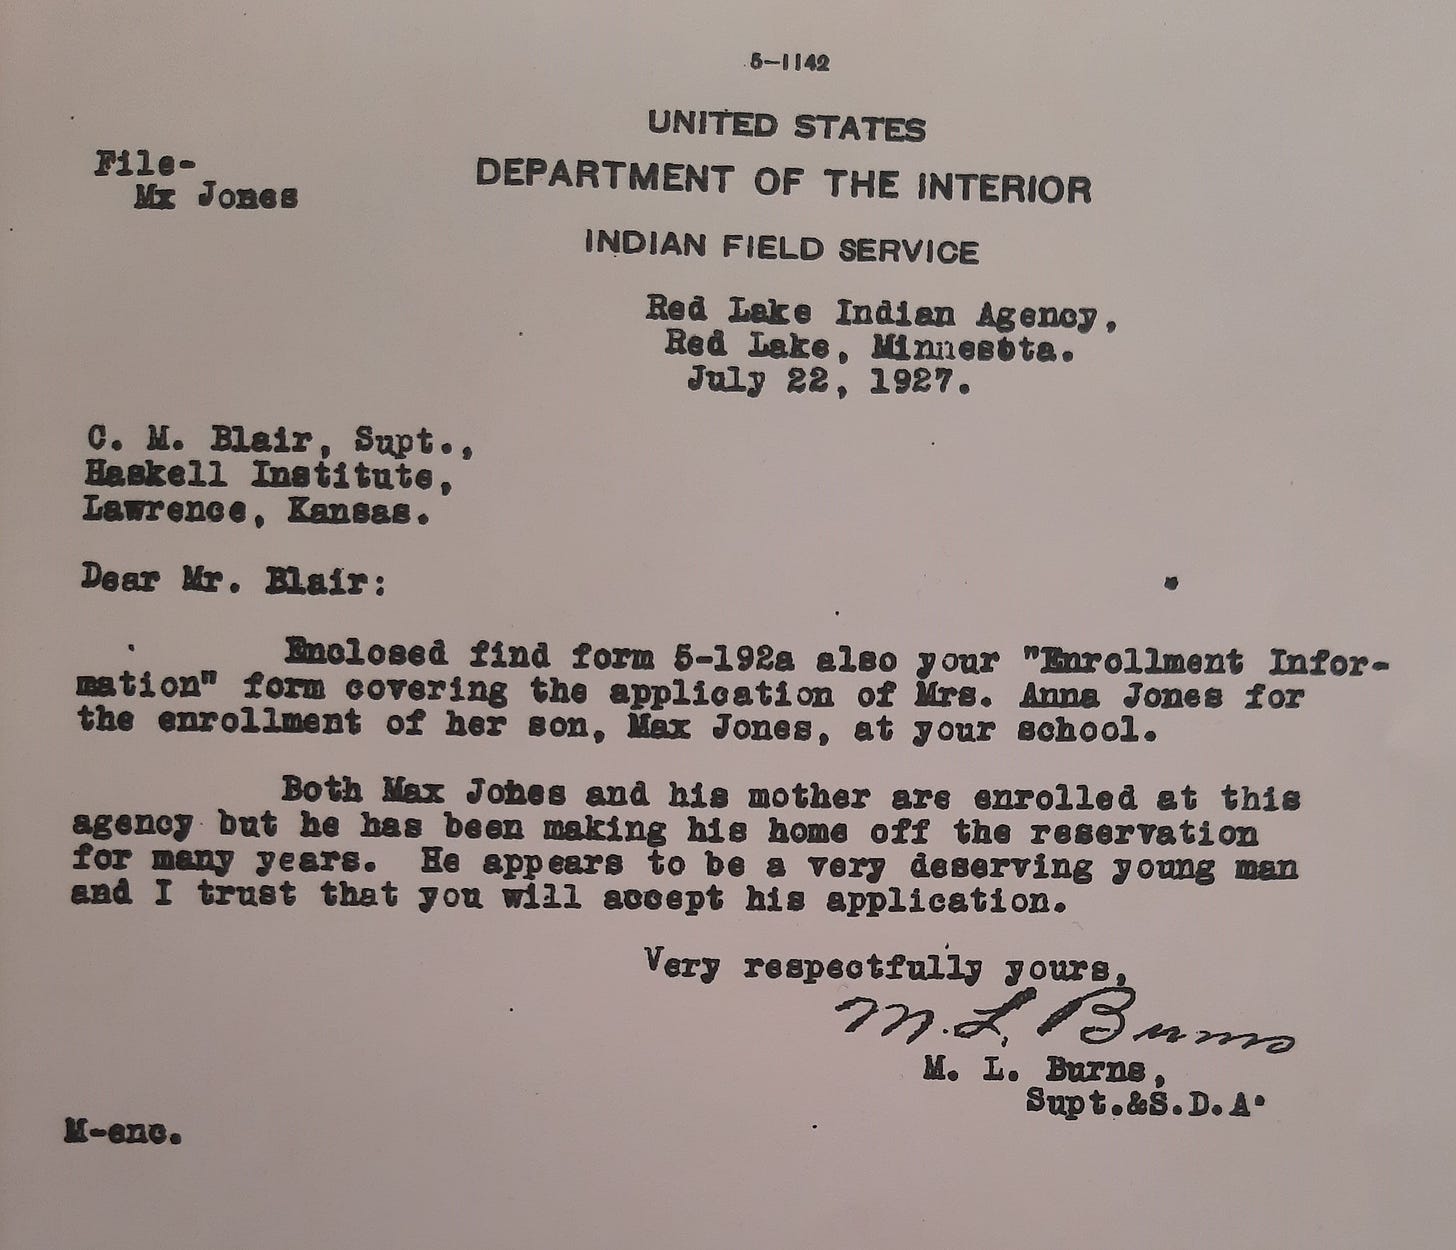 5-1142
UNITED STATES
DEPARTMENT OF THE INTERIOR
INDIAN FIELD SERVICE
File-
Mx Jones
Red Lake Indian Agency,
Red Lake, Minnesota.
July 22, 1927.
C. M. Blair, Supt.,
Haskell Institute,
Lawrence, Kansas.
Dear Mr. Blair:
Enclosed find form 5-192a also your "Enrollment Infor-
mation" form covering the application of Mrs. Anna Jones for
the enrollment of her son, Max Jones, at your school.
Both Max Jones and his mother are enrolled at this
agency but he has been making his home off the reservation
for many years. He appears to be a very deserving young man
and I trust that you will accept his application.
Very respectfully yours,
M. L. Burns
M. L. Burns,
Supt.&S.D.A.
M-enc.